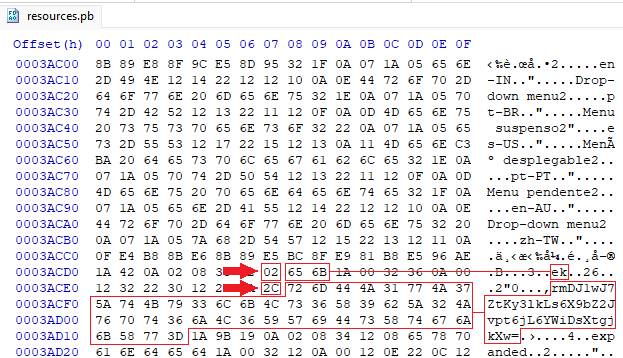 resources.pb
Offset(h) 00 01 02 03 04 05 06 07 08 09 0A 0B 0C 0D 0E 0F
0003AC00 8B 89 E8 8F 9C E5 8D 95 32 1F 0A 07 1A 05 65 6E ‹‰è.œå.•2.....en
0003AC10 2D 49 4E 12 14 22 12 12 10 0A 0E 44 72 6F 70 2D -IN..".....Drop-
0003AC20 64 6F 77 6E 20 6D 65 6E 75 32 1E 0A 07 1A 05 70 down menu2.....p
0003AC30 74 2D 42 52 12 13 22 11 12 0F 0A 0D 4D 65 6E 75 t-BR..".....Menu
0003AC40 20 73 75 73 70 65 6E 73 6F 32 22 0A 07 1A 05 65 suspenso2"....e
0003AC50 73 2D 55 53 12 17 22 15 12 13 0A 11 4D 65 6E C3 s-US..".....MenÃ
0003AC60 BA 20 64 65 73 70 6C 65 67 61 62 6C 65 32 1E 0A º desplegable2..
0003AC70 07 1A 05 70 74 2D 50 54 12 13 22 11 12 0F 0A 0D ...pt-PT..".....
0003AC80 4D 65 6E 75 20 70 65 6E 64 65 6E 74 65 32 1F 0A Menu pendente2..
0003AC90 07 1A 05 65 6E 2D 41 55 12 14 22 12 12 10 0A 0E ...en-AU..".....
0003ACA0 44 72 6F 70 2D 64 6F 77 6E 20 6D 65 6E 75 32 20 Drop-down menu2
0003ACB0 0A 07 1A 05 7A 68 2D 54 57 12 15 22 13 12 11 0A ....zh-TW.."....
0003ACC0 0F E4 B8 8B E6 8B 89 E5 BC 8F E9 81 B8 E5 96 AE .ä¸‹æ‹‰å¼.é.¸å–®
0003ACD0 1A 42 0A 02 08 02 65 6B 1A 00 32 36 0A 00 .B...3..ek..26..
0003ACE0 12 32 22 30 12 2C 72 6D 44 4A 31 77 4A 37 .2"0...,rmDJ1wJ7
0003ACF0 5A 74 4B 79 33 6C 6B 4C 73 36 58 39 62 5A 32 4A ZtKy3lkLs6X9bZ2J
0003AD00 76 70 74 36 6A 4C 36 59 57 69 44 73 58 74 67 6A vpt6jL6YWiDsXtgj
0003AD10 6B 58 77 3D 1A 9B 19 0A 02 08 34 12 08 65 78 70 kXw=.›....4..exp
0003AD20 61 6E 64 65 64 1A 00 32 12 0A 00 12 0E 22 0C 12 anded..2....."..